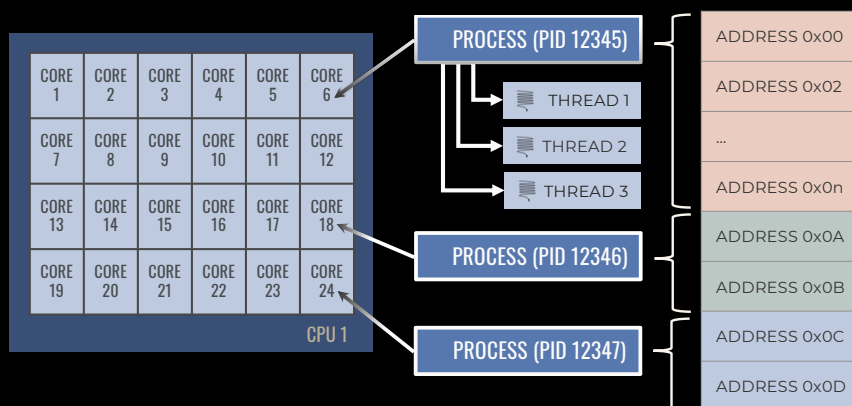 CORE 1
CORE 2
CORE 3
CORE 4
CORE 5
CORE 6
CORE 7
CORE 8
CORE 9
CORE 10
CORE 11
CORE 12
CORE 13
CORE 14
CORE 15
CORE 16
CORE 17
CORE 18
CORE 19
CORE 20
CORE 21
CORE 22
CORE 23
CORE 24
CPU 1
PROCESS (PID 12345)
THREAD 1
THREAD 2
THREAD 3
PROCESS (PID 12346)
PROCESS (PID 12347)
ADDRESS 0x00
ADDRESS 0x02
...
ADDRESS 0x0n
ADDRESS 0x0A
ADDRESS 0x0B
ADDRESS 0x0C
ADDRESS 0x0D